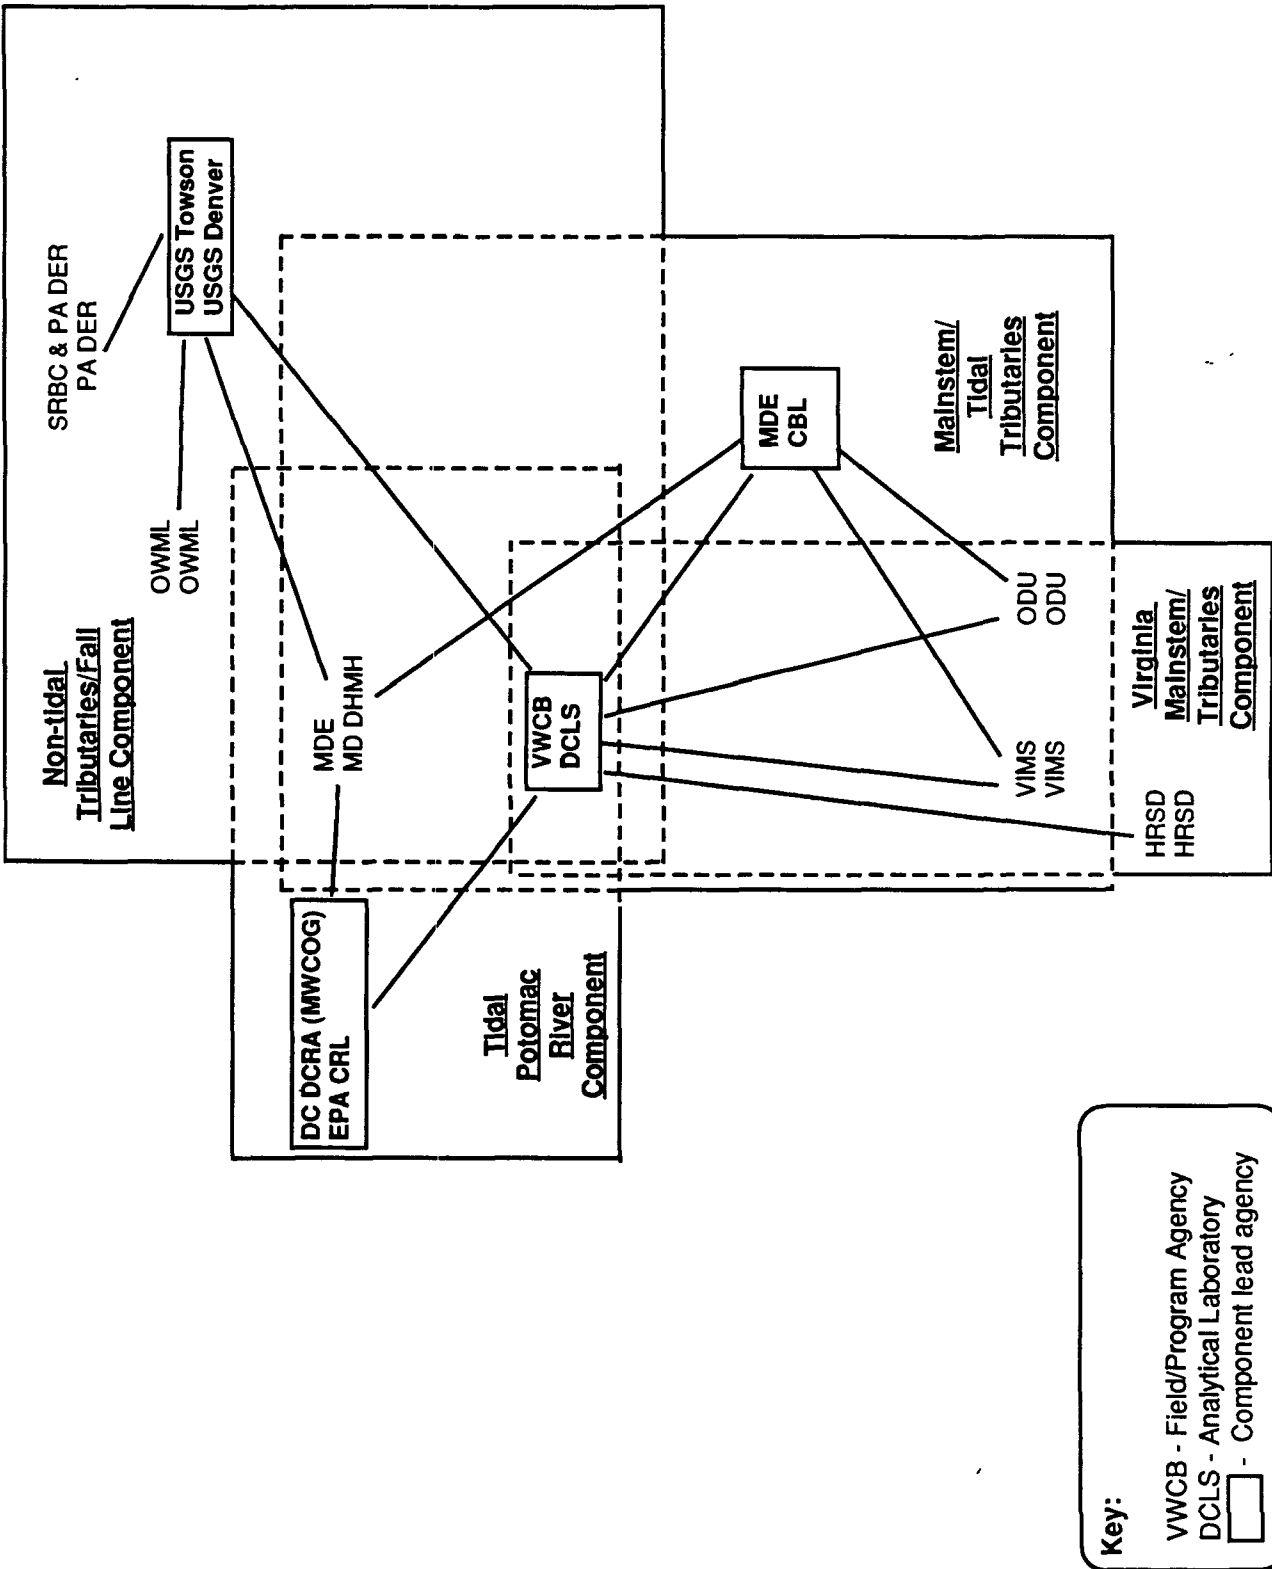 Non-tidal
Tributaries/Fall
Line Component
SRBC & PA DER
PA DER
OWML
OWML
USGS Towson
USGS Denver
MDE
MD DHMH
DC DCRA (MWCOG)
EPA CRL
VWCB
DCLS
Tidal
Potomac
River
Component
MDE
CBL
Mainstem/
Tidal
Tributaries
Component
ODU
ODU
VIMS
VIMS
HRSD
HRSD
Virginia
Mainstem/
Tributaries
Component
Key:
VWCB - Field/Program Agency
DCLS - Analytical Laboratory
- Component lead agency